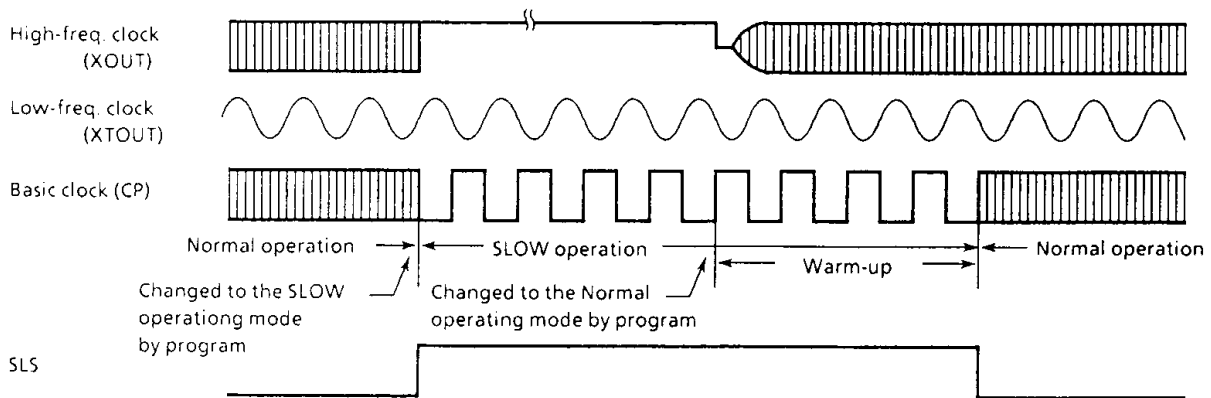 High-freq. clock
(XOUT)
Low-freq. clock
(XTOUT)
Basic clock (CP)
Normal operation
SLOW operation
Normal operation
Warm-up
Changed to the SLOW
operationg mode
by program
Changed to the Normal
operating mode by program
SLS